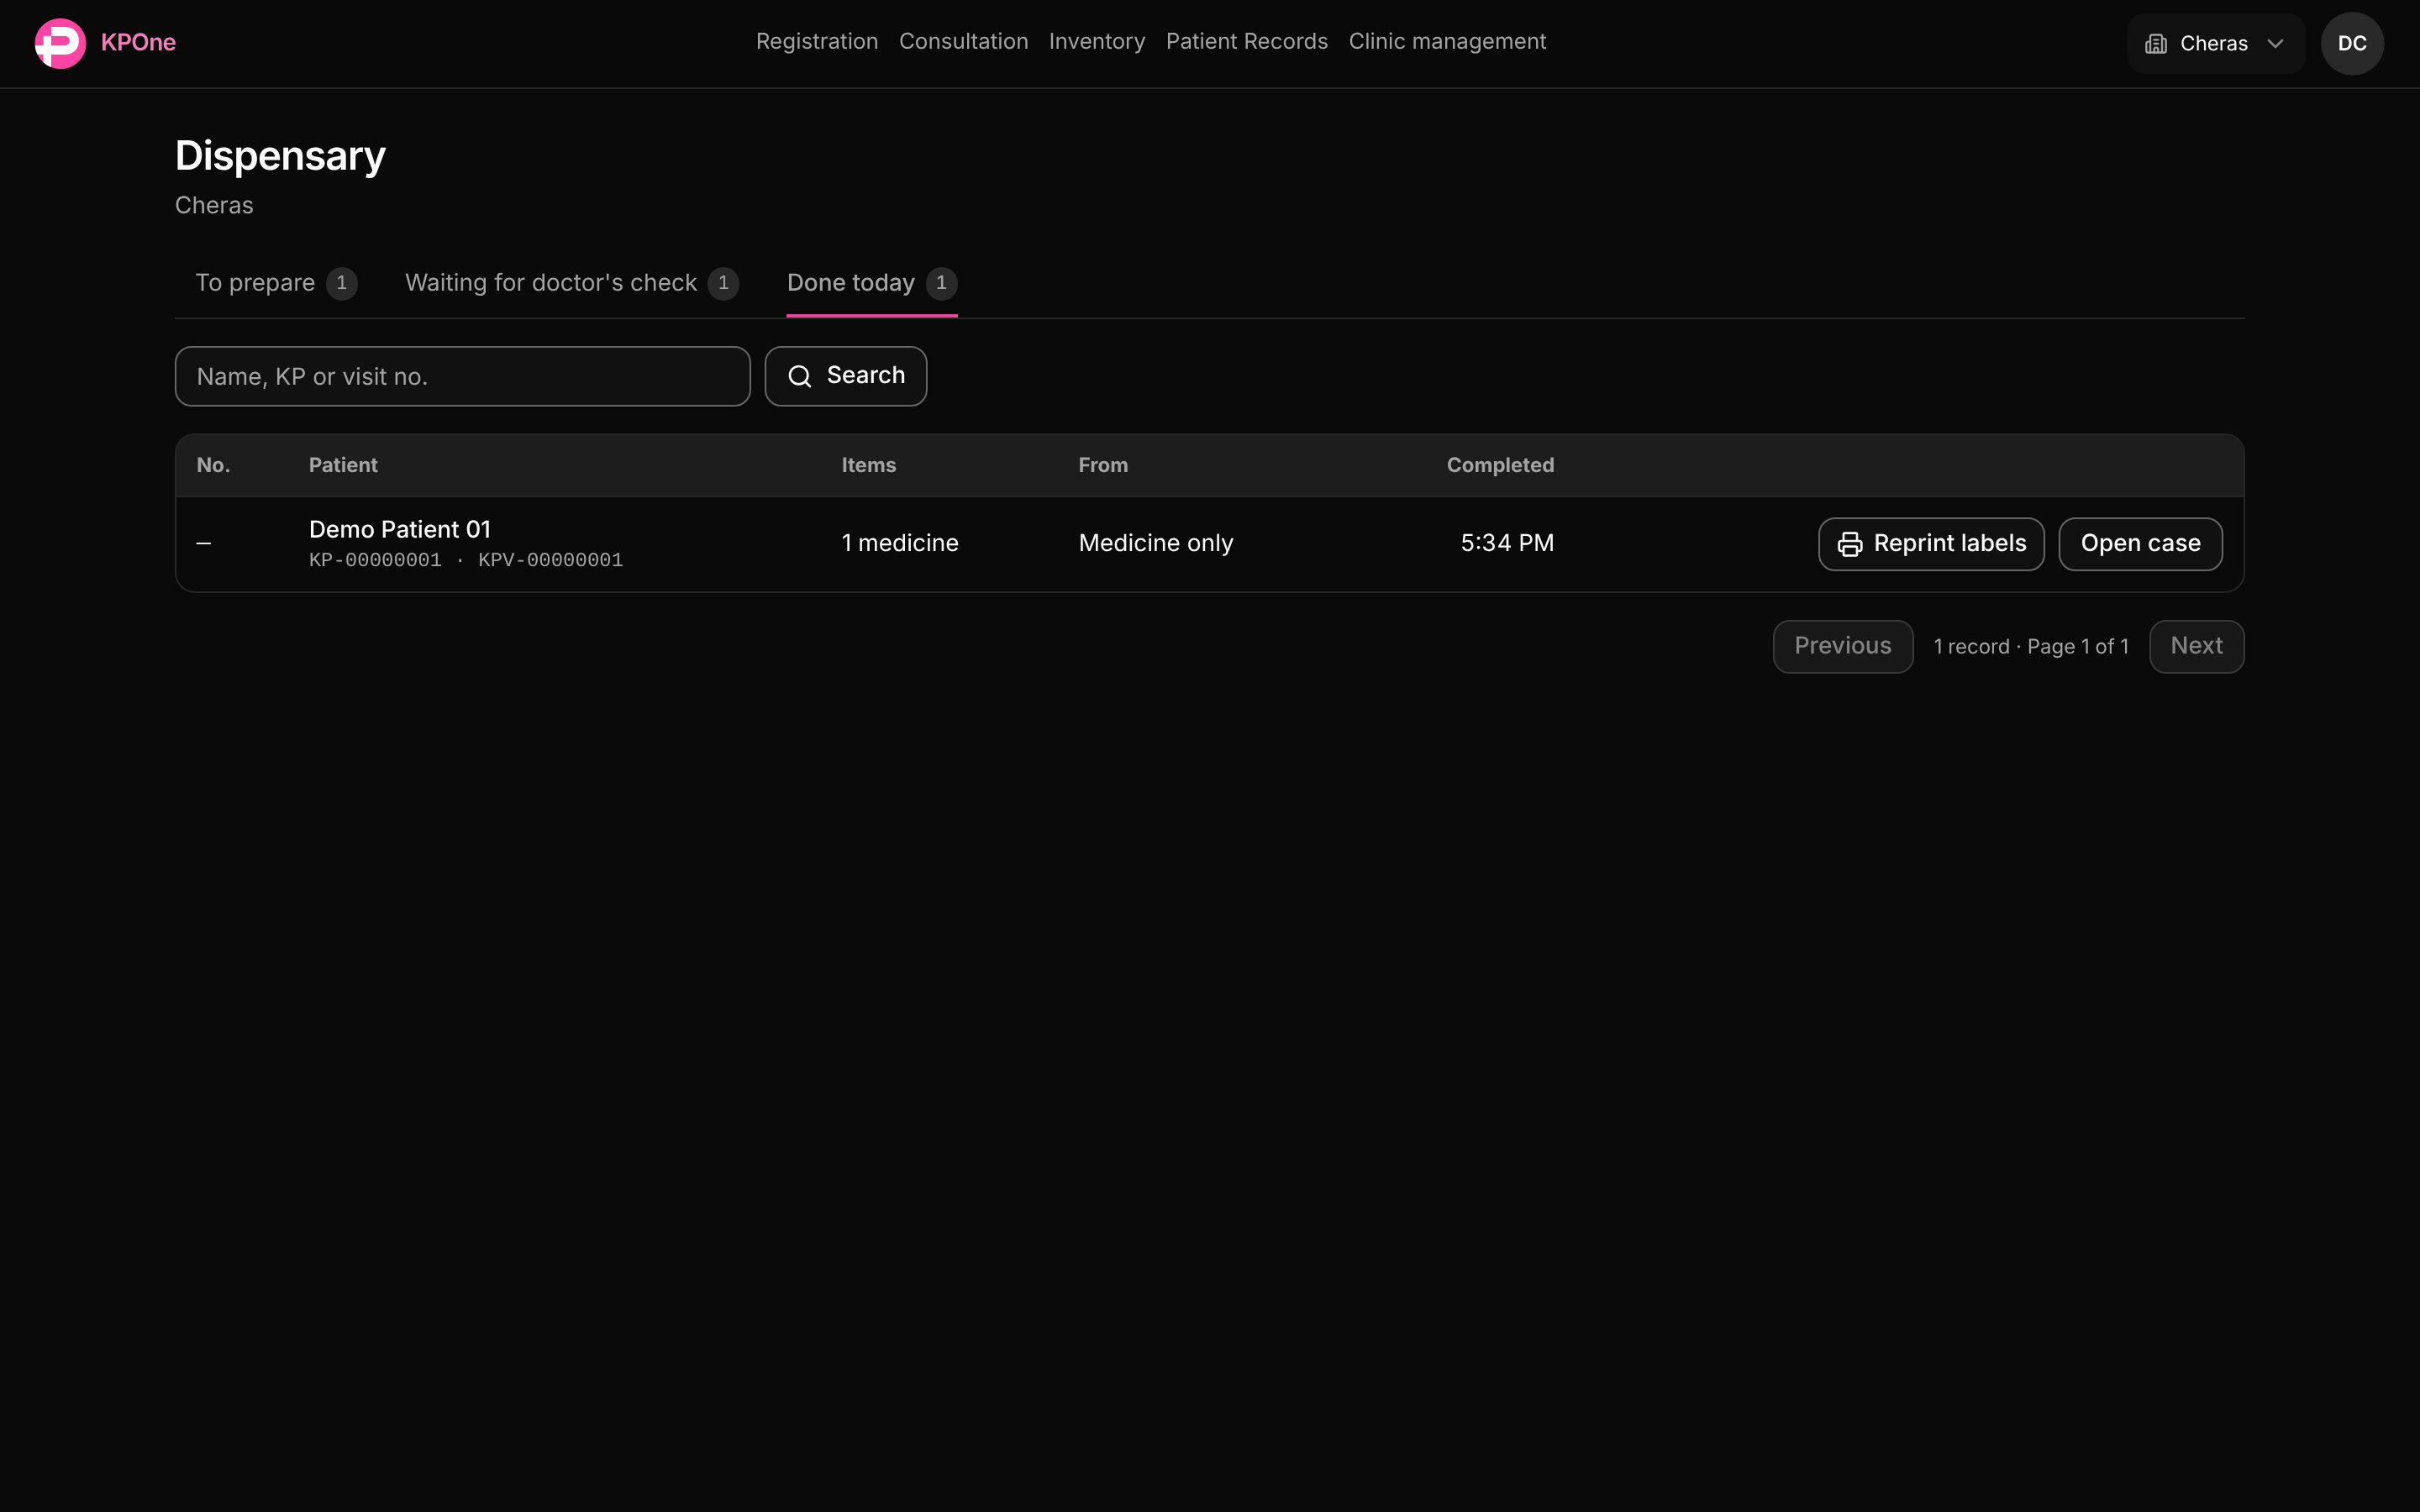 KPOne
Registration Consultation Inventory Patient Records Clinic management
Cheras
DC
Dispensary
Cheras
To prepare 1 Waiting for doctor's check 1 Done today 1
Name, KP or visit no. Search
No. Patient Items From Completed
— Demo Patient 01 1 medicine Medicine only 5:34 PM Reprint labels Open case
KP-00000001 · KPV-00000001
Previous 1 record · Page 1 of 1 Next